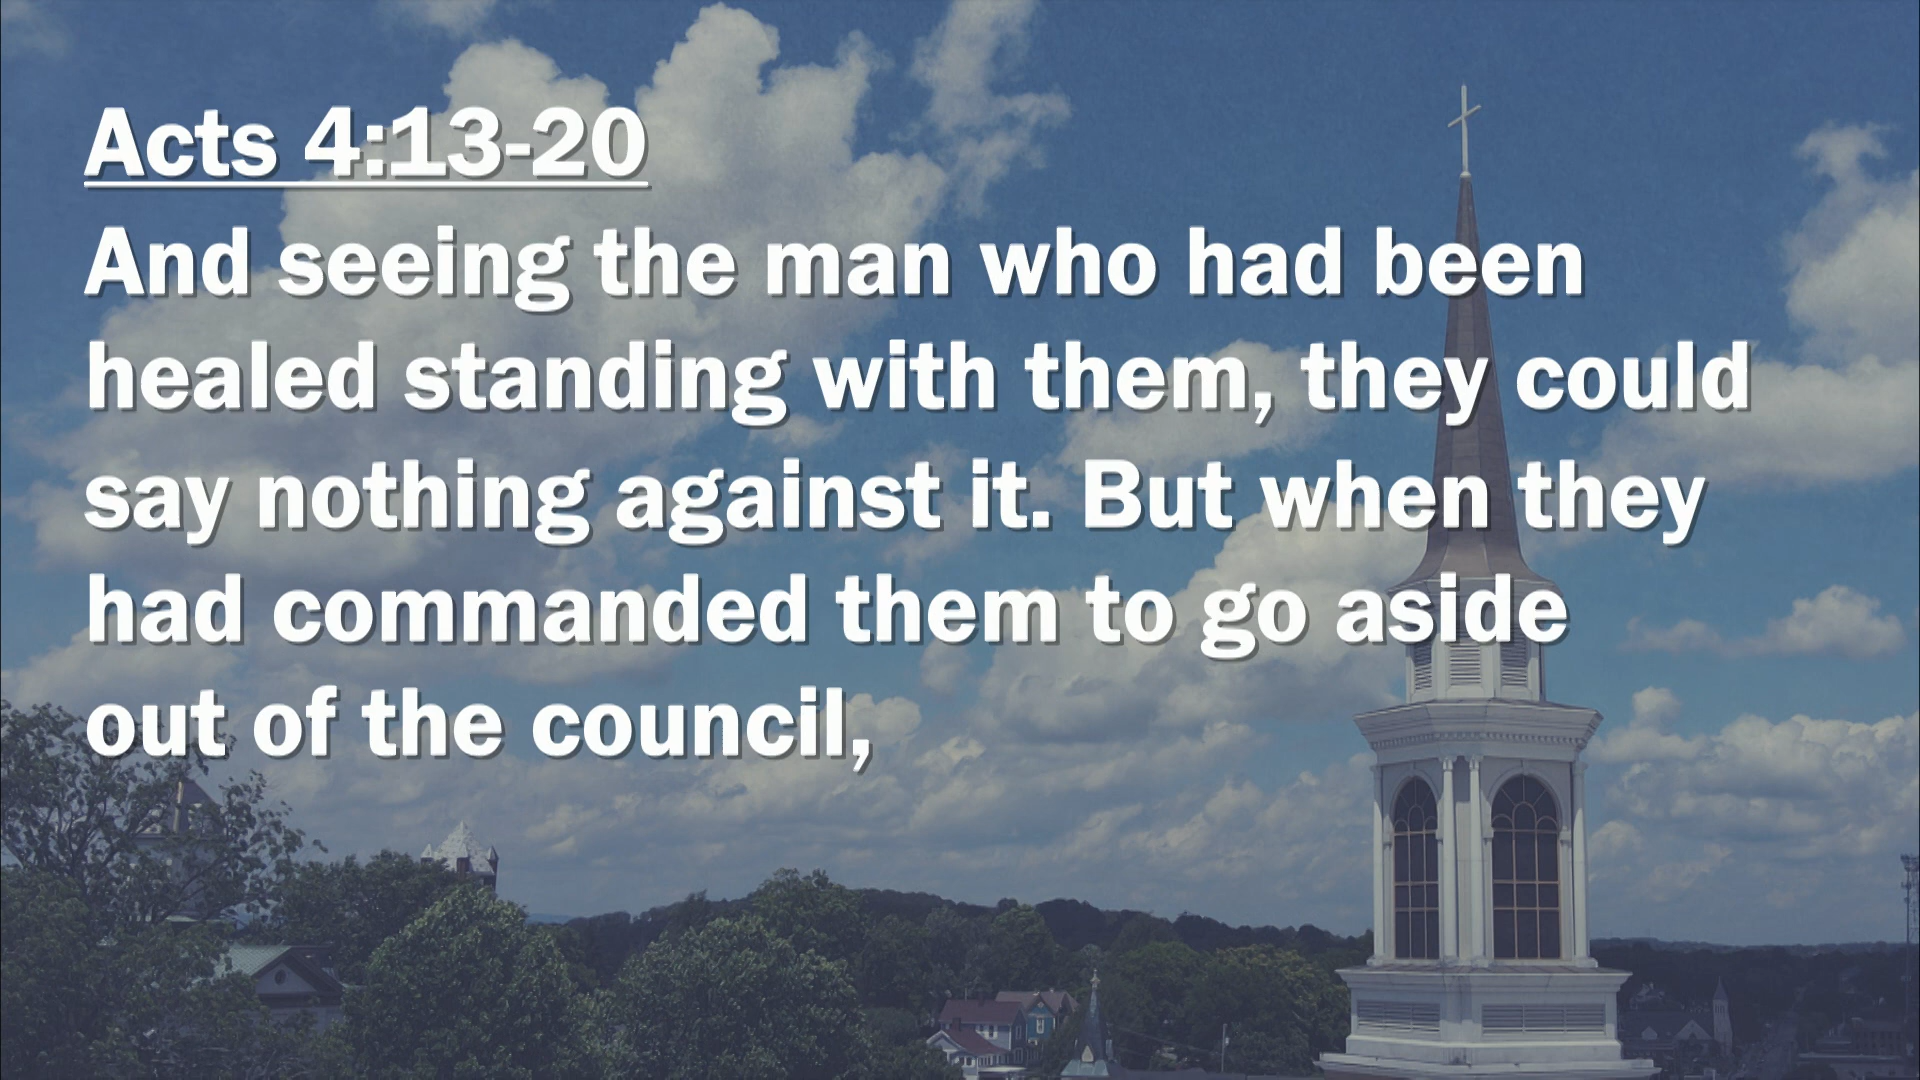 Acts 4:13-20
And seeing the man who had been
healed standing with them, they could
say nothing against it. But when they
had commanded them to go aside
out of the council,